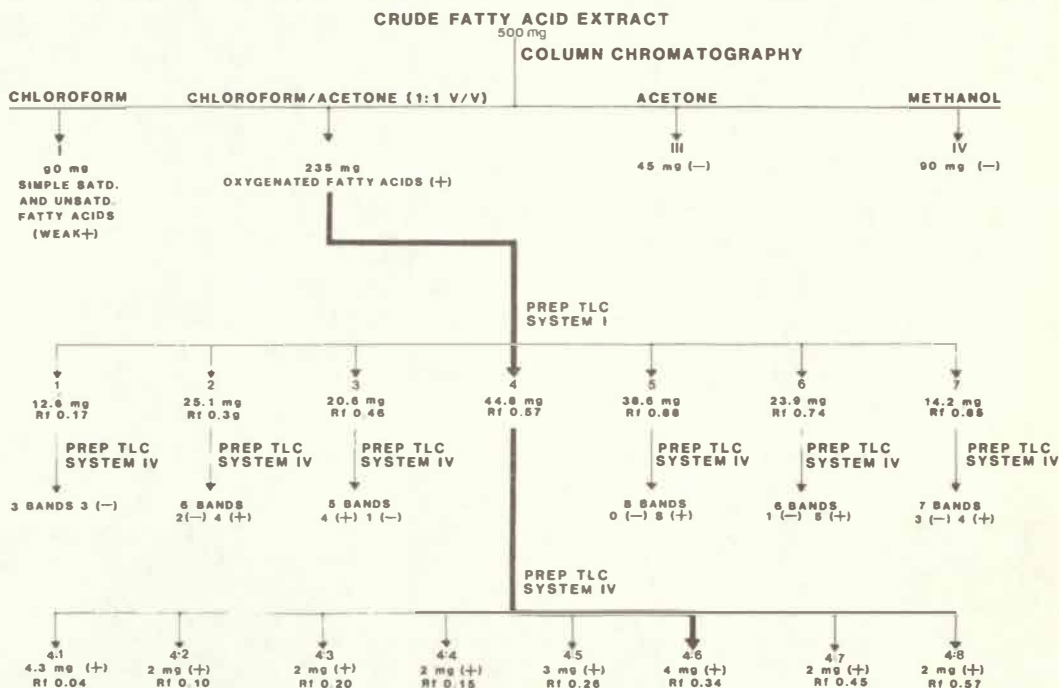 CRUDE FATTY ACID EXTRACT
500 mg
COLUMN CHROMATOGRAPHY
CHLOROFORM CHLOROFORM/ACETONE (1:1 V/V) ACETONE METHANOL
I III IV
90 mg 235 mg 45 mg (−) 90 mg (−)
SIMPLE SATD. OXYGENATED FATTY ACIDS (+)
AND UNSATD.
FATTY ACIDS
(WEAK+)
PREP TLC
SYSTEM I
1 2 3 4 5 6 7
12.6 mg 25.1 mg 20.6 mg 44.6 mg 38.6 mg 23.9 mg 14.2 mg
Rf 0.17 Rf 0.39 Rf 0.46 Rf 0.57 Rf 0.68 Rf 0.74 Rf 0.85
PREP TLC PREP TLC PREP TLC PREP TLC PREP TLC PREP TLC
SYSTEM IV SYSTEM IV SYSTEM IV SYSTEM IV SYSTEM IV SYSTEM IV
3 BANDS 3 (−) 6 BANDS 5 BANDS 8 BANDS 6 BANDS 7 BANDS
2(−) 4 (+) 4 (+) 1 (−) 0 (−) 8 (+) 1 (−) 5 (+) 3 (−) 4 (+)
PREP TLC
SYSTEM IV
4:1 4:2 4:3 4:4 4:5 4:6 4:7 4:8
4.3 mg (+) 2 mg (+) 2 mg (+) 2 mg (+) 3 mg (+) 4 mg (+) 2 mg (+) 2 mg (+)
Rf 0.04 Rf 0.10 Rf 0.20 Rf 0.15 Rf 0.26 Rf 0.34 Rf 0.45 Rf 0.57